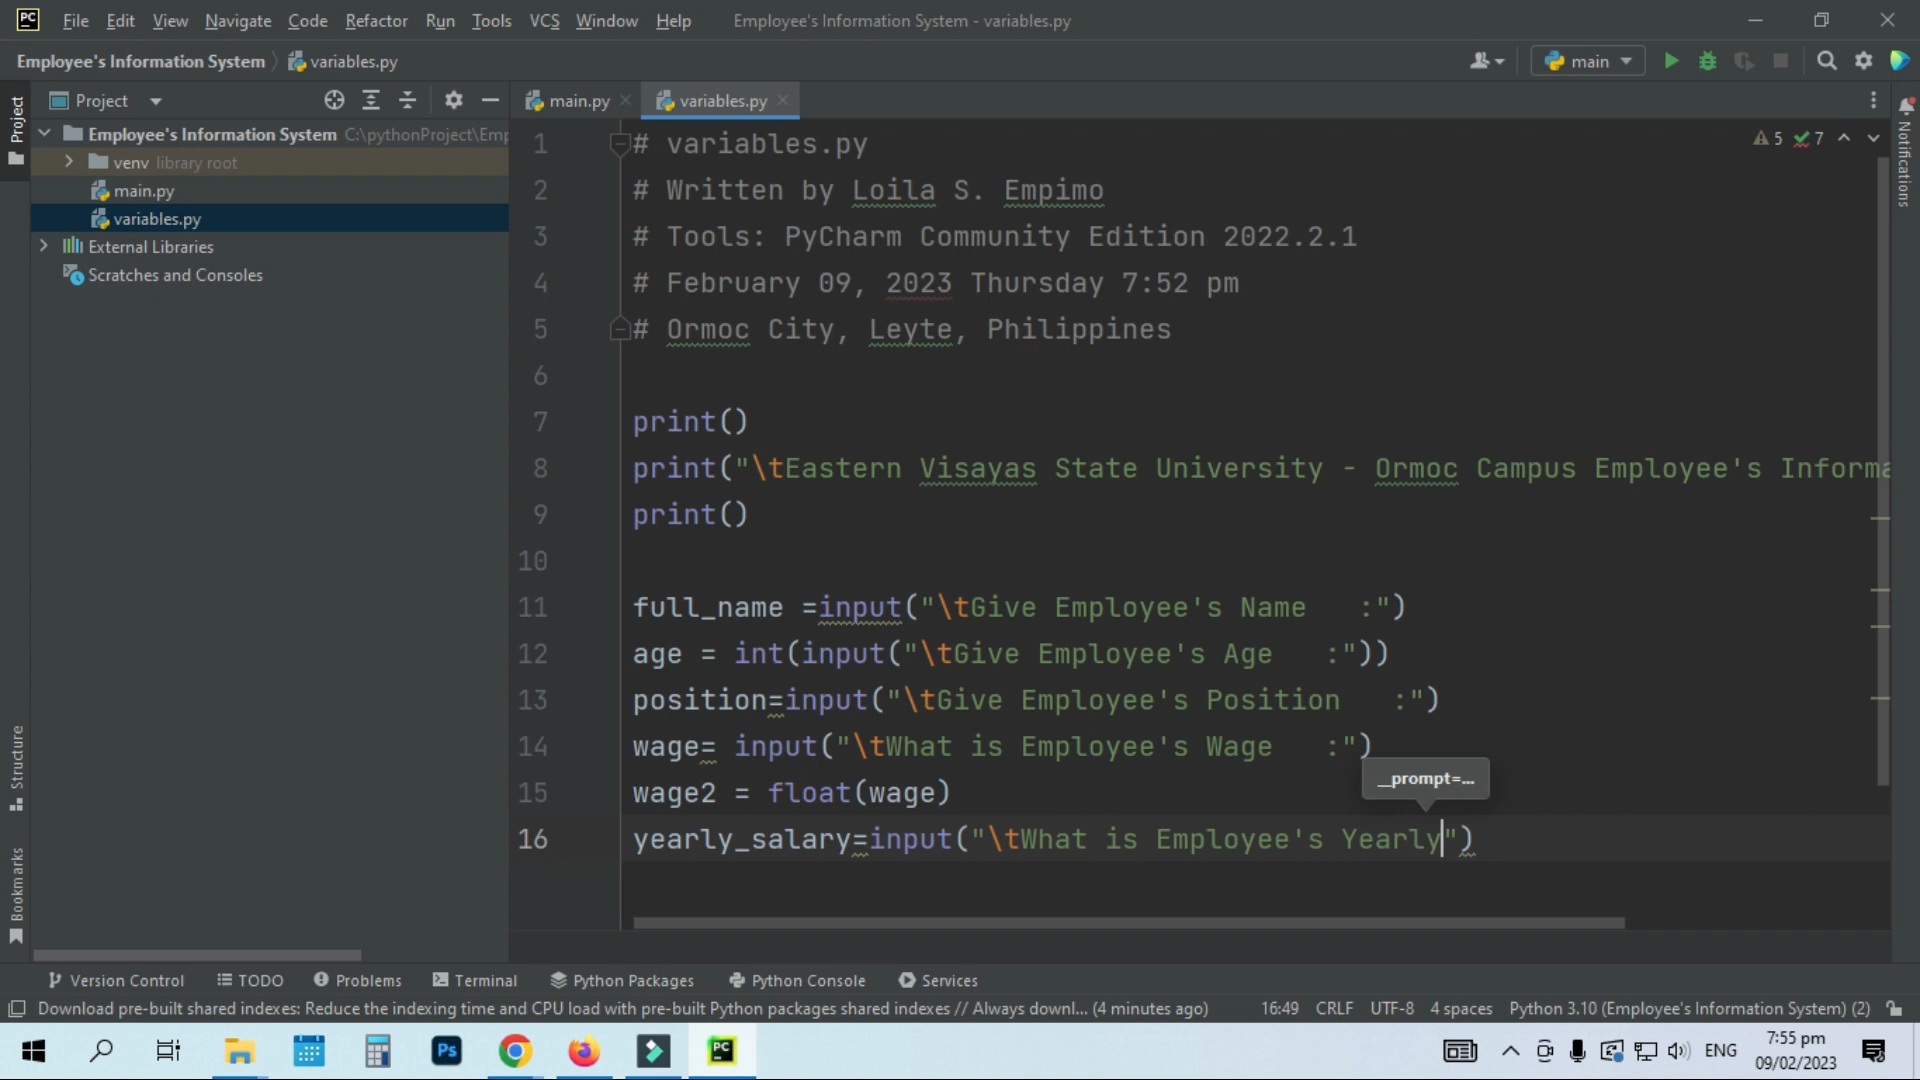 PC File Edit View Navigate Code Refactor Run Tools VCS Window Help Employee's Information System - variables.py
Employee's Information System variables.py main
Project main.py variables.py
Employee's Information System C:\pythonProject\Emp
venv library root
main.py
variables.py
External Libraries
Scratches and Consoles
Project
Structure
Bookmarks
5 7
1 # variables.py
2 # Written by Loila S. Empimo
3 # Tools: PyCharm Community Edition 2022.2.1
4 # February 09, 2023 Thursday 7:52 pm
5 # Ormoc City, Leyte, Philippines
6
7 print()
8 print("\tEastern Visayas State University - Ormoc Campus Employee's Informa
9 print()
10
11 full_name =input("\tGive Employee's Name   :")
12 age = int(input("\tGive Employee's Age   :"))
13 position=input("\tGive Employee's Position   :")
14 wage= input("\tWhat is Employee's Wage   :")
15 wage2 = float(wage)
__prompt=...
16 yearly_salary=input("\tWhat is Employee's Yearly")
Notifications
Version Control TODO Problems Terminal Python Packages Python Console Services
Download pre-built shared indexes: Reduce the indexing time and CPU load with pre-built Python packages shared indexes // Always downl... (4 minutes ago) 16:49 CRLF UTF-8 4 spaces Python 3.10 (Employee's Information System) (2)
Ps PC ENG 7:55 pm
09/02/2023